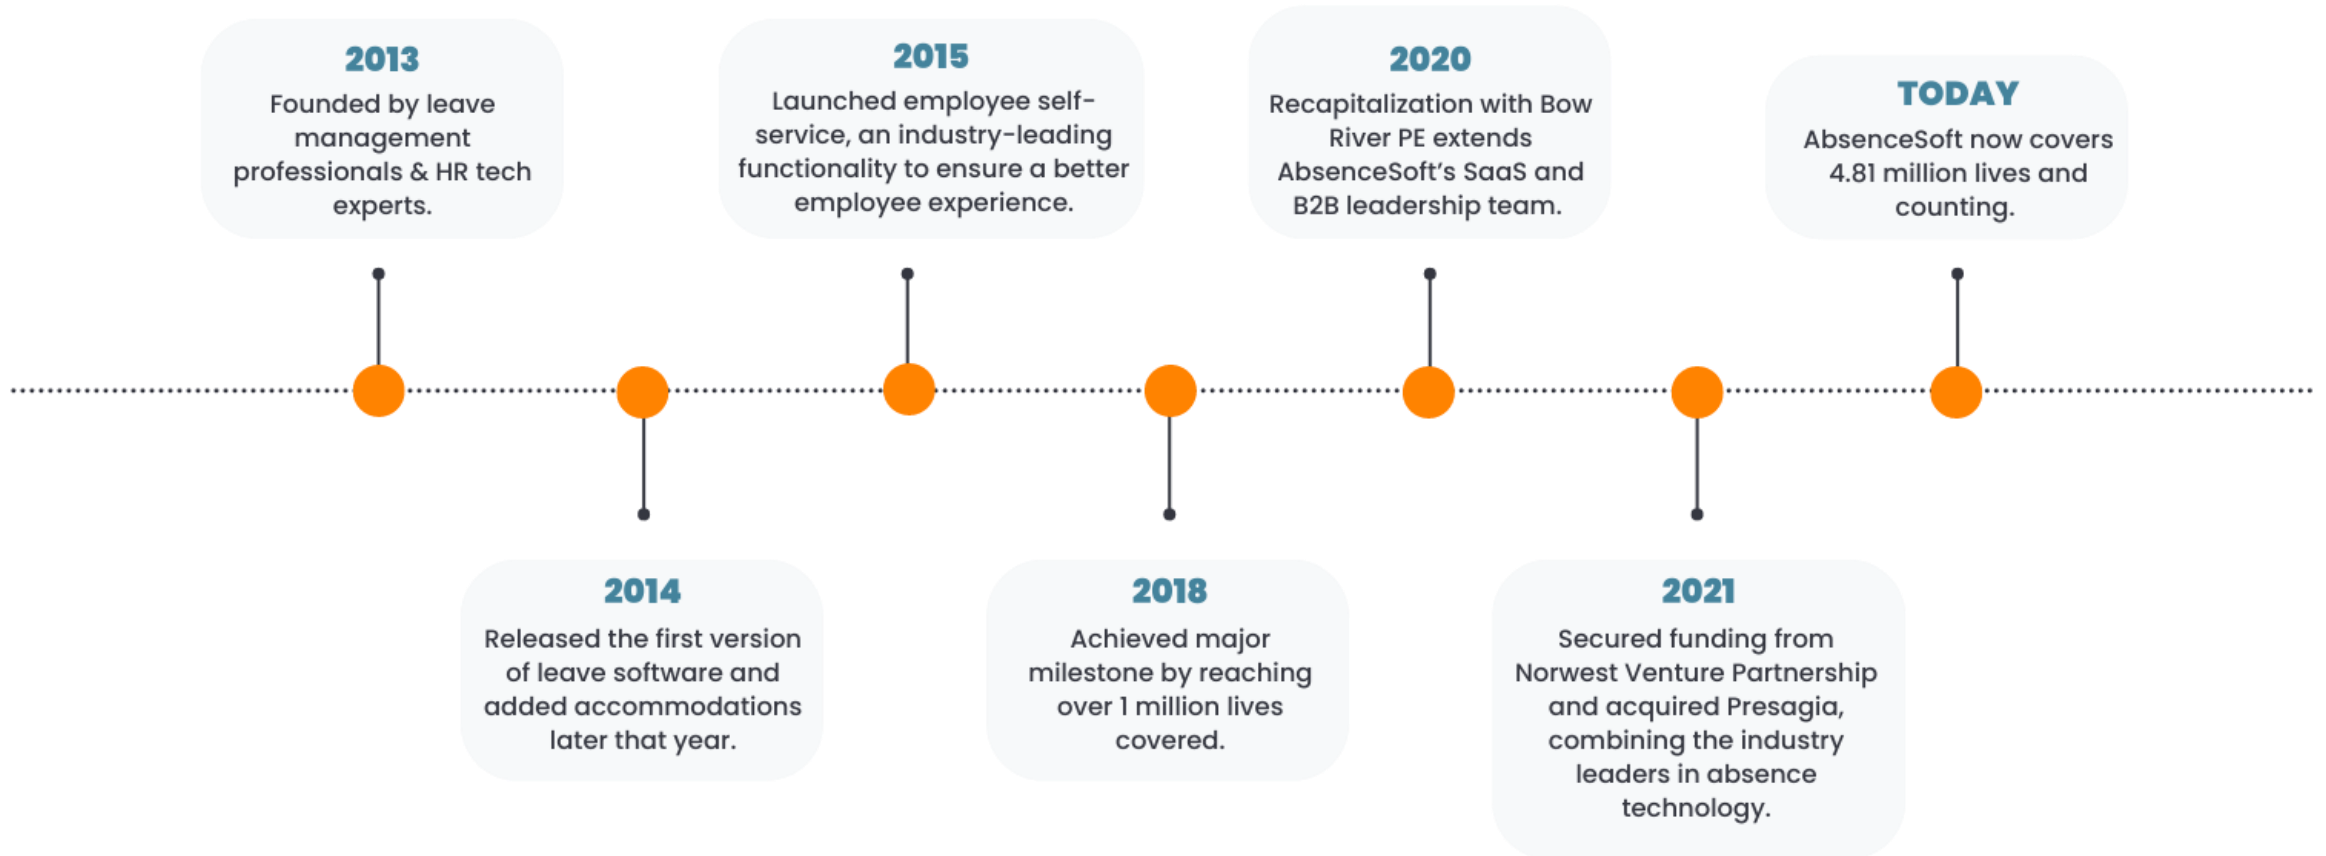 2013
Founded by leave
management
professionals & HR tech
experts.
2014
Released the first version
of leave software and
added accommodations
later that year.
2015
Launched employee self-
service, an industry-leading
functionality to ensure a better
employee experience.
2018
Achieved major
milestone by reaching
over 1 million lives
covered.
2020
Recapitalization with Bow
River PE extends
AbsenceSoft's SaaS and
B2B leadership team.
2021
Secured funding from
Norwest Venture Partnership
and acquired Presagia,
combining the industry
leaders in absence
technology.
TODAY
AbsenceSoft now covers
4.81 million lives and
counting.